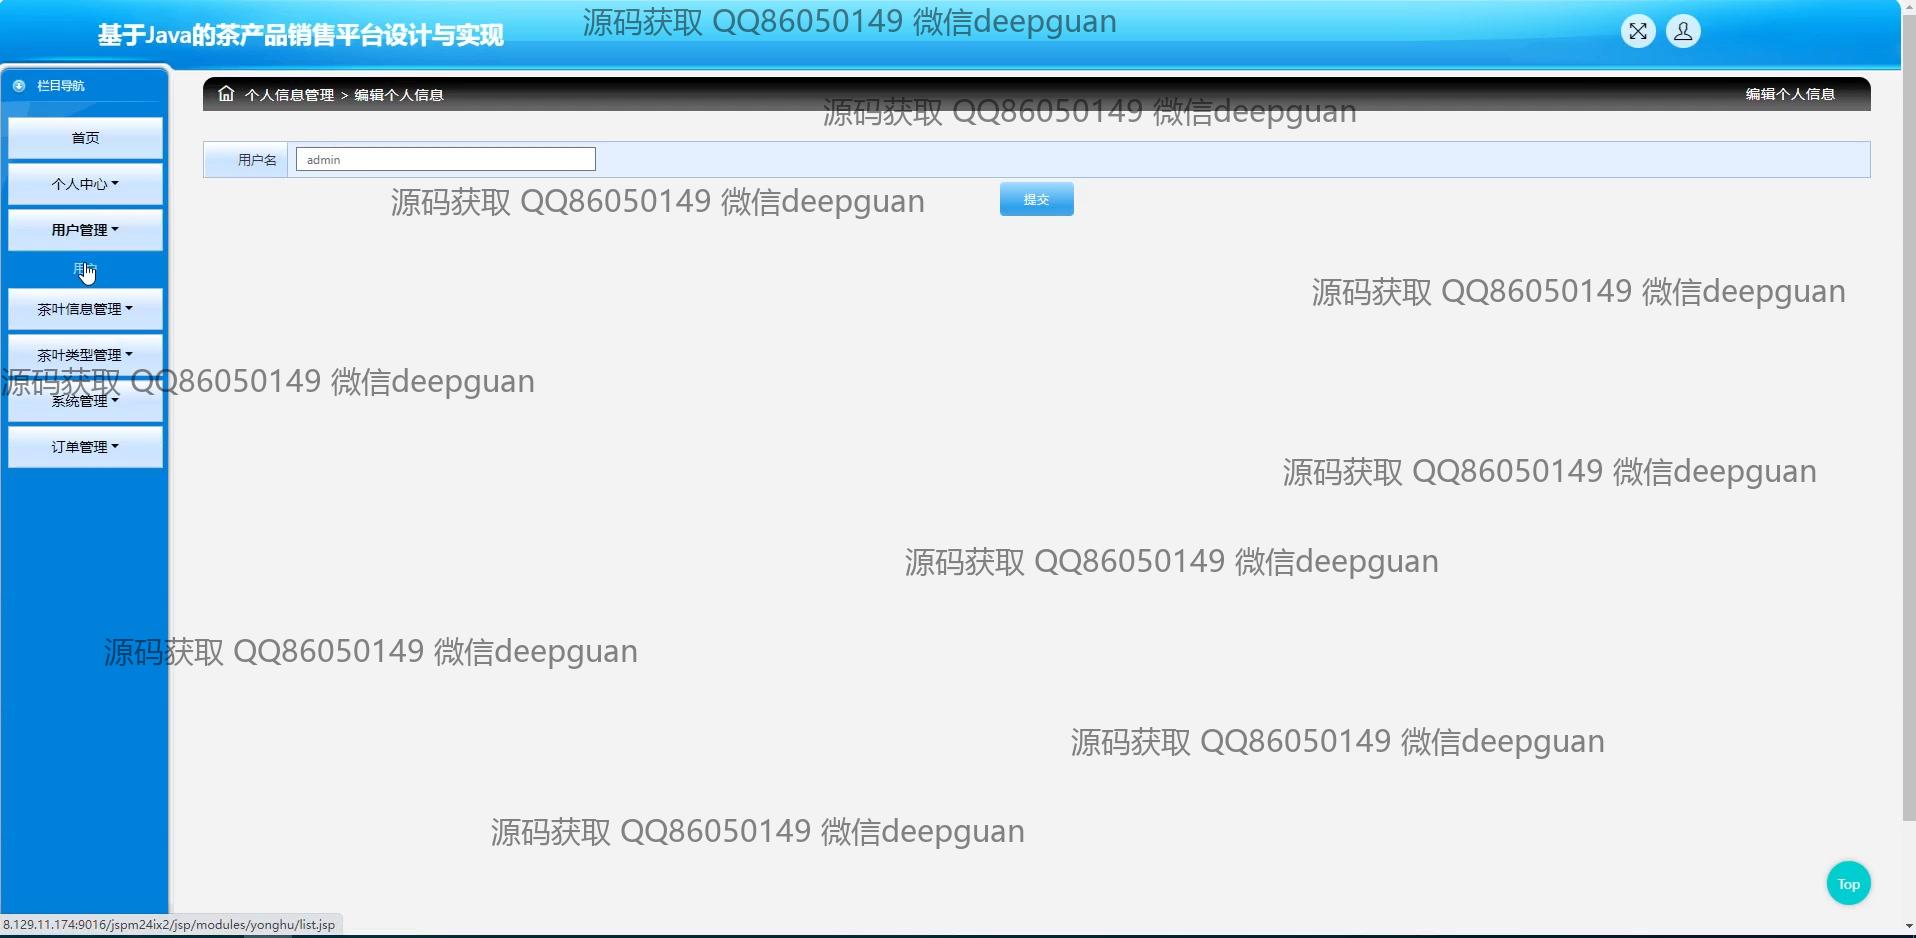 基于Java的茶产品销售平台设计与实现
源码获取 QQ86050149 微信deepguan
栏目导航
个人信息管理 > 编辑个人信息
编辑个人信息
源码获取 QQ86050149 微信deepguan
首页
用户名
admin
个人中心
源码获取 QQ86050149 微信deepguan
提交
用户管理
源码获取 QQ86050149 微信deepguan
茶叶信息管理
茶叶类型管理
源码获取 QQ86050149 微信deepguan
系统管理
订单管理
源码获取 QQ86050149 微信deepguan
源码获取 QQ86050149 微信deepguan
源码获取 QQ86050149 微信deepguan
源码获取 QQ86050149 微信deepguan
源码获取 QQ86050149 微信deepguan
Top
8.129.11.174:9016/jspm24ix2/jsp/modules/yonghu/list.jsp